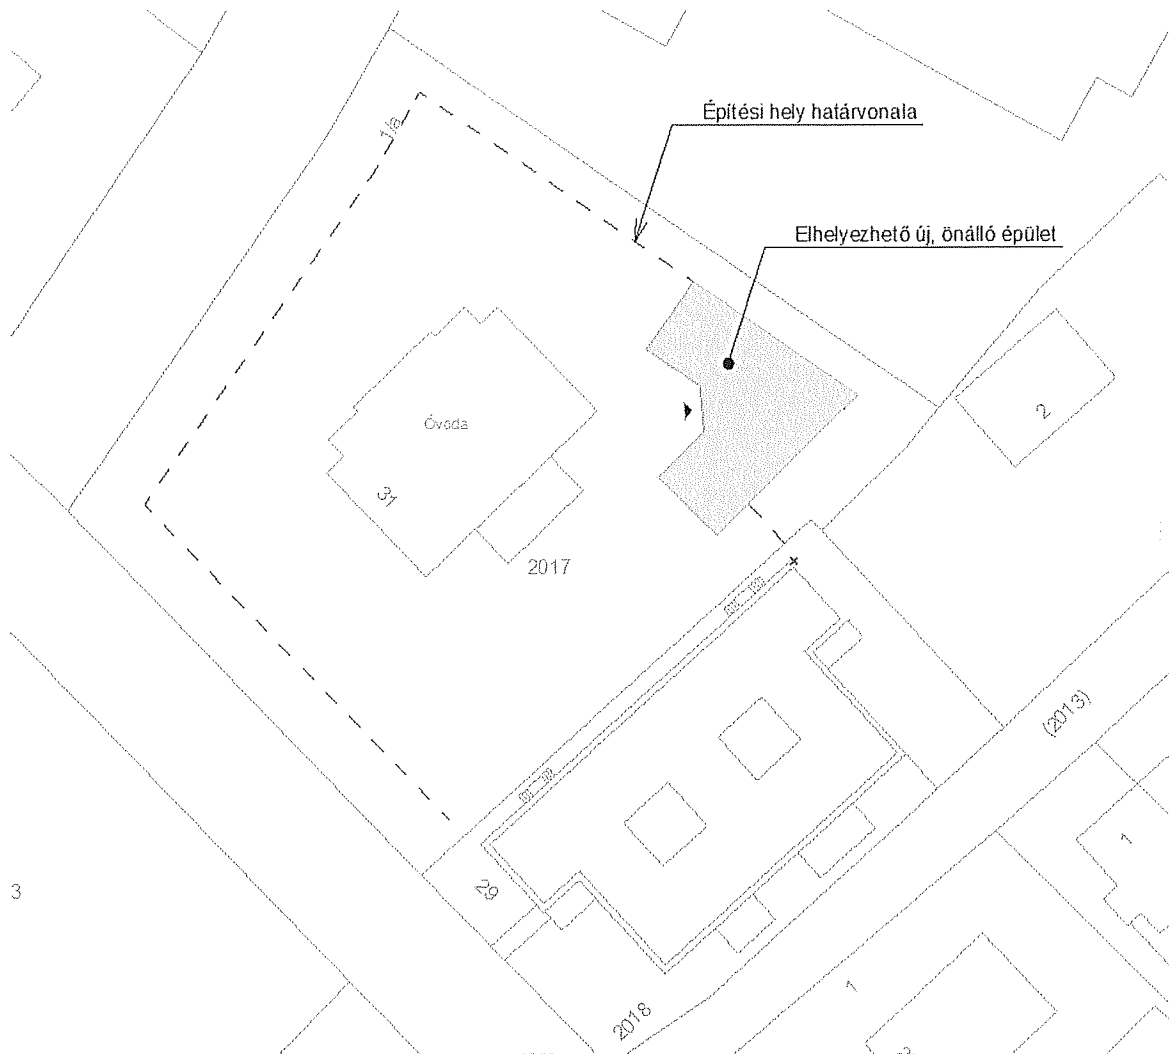 Építési hely határvonala
1/a
Elhelyezhető új, önálló épület
2
Óvoda
31
2017
(2013)
3
29
1
1
2018